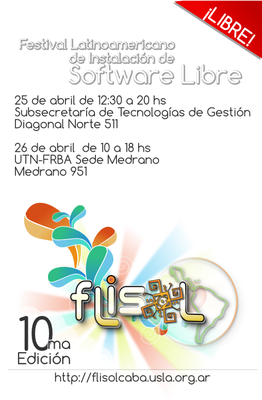 ¡LIBRE!
Festival Latinoamericano
de Instalación de
Software Libre
25 de abril de 12:30 a 20 hs
Subsecretaría de Tecnologías de Gestión
Diagonal Norte 511
26 de abril de 10 a 18 hs
UTN-FRBA Sede Medrano
Medrano 951
flisol
10ma
Edición
http://flisolcaba.usla.org.ar